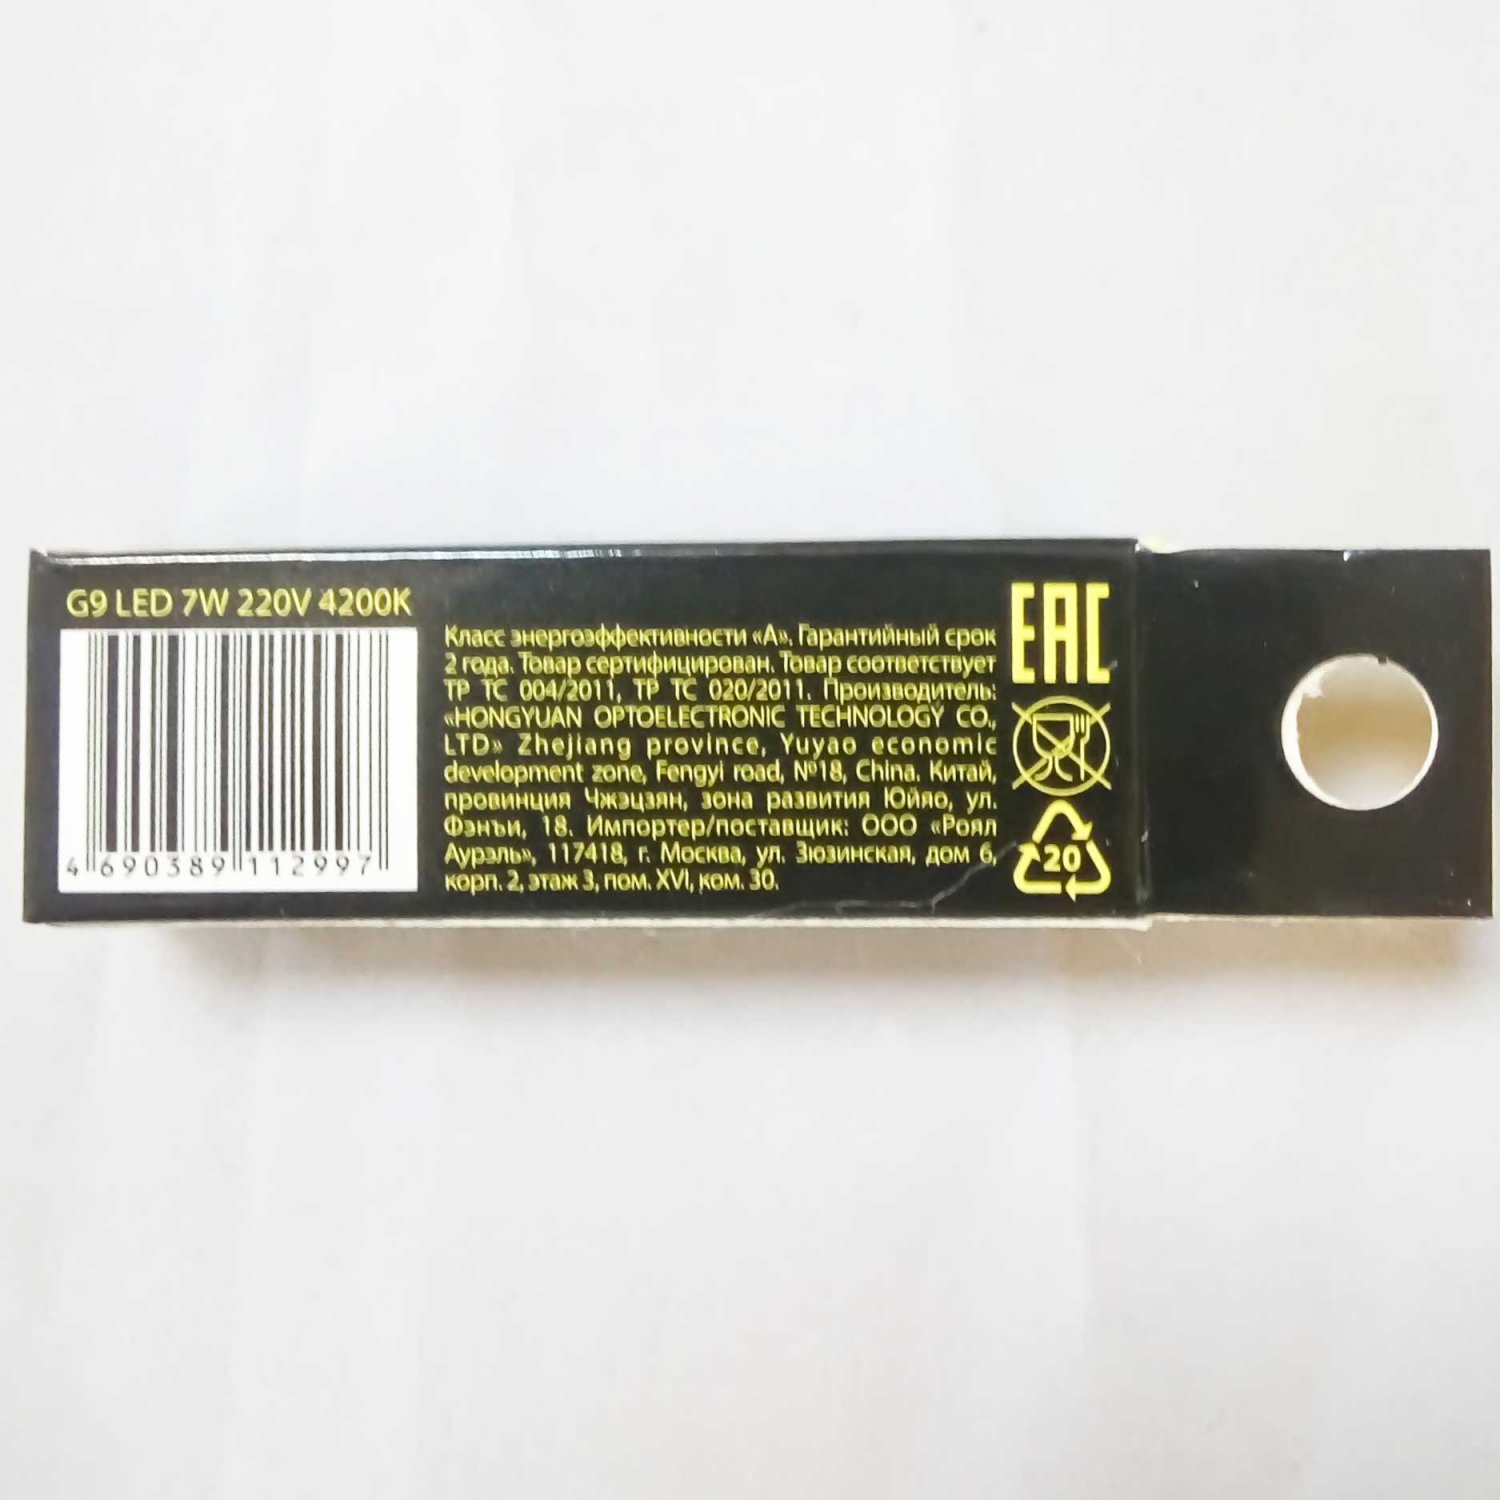 G9 LED 7W 220V 4200K
4 690389 112997
Класс энергоэффективности «А». Гарантийный срок
2 года. Товар сертифицирован. Товар соответствует
ТР ТС 004/2011, ТР ТС 020/2011. Производитель:
«HONGYUAN OPTOELECTRONIC TECHNOLOGY CO.,
LTD» Zhejiang province, Yuyao economic
development zone, Fengyi road, №18, China. Китай,
провинция Чжэцзян, зона развития Юйяо, ул.
Фэнъи, 18. Импортер/поставщик: ООО «Роял
Аурэль», 117418, г. Москва, ул. Зюзинская, дом 6,
корп. 2, этаж 3, пом. XVI, ком. 30.
EAC
20